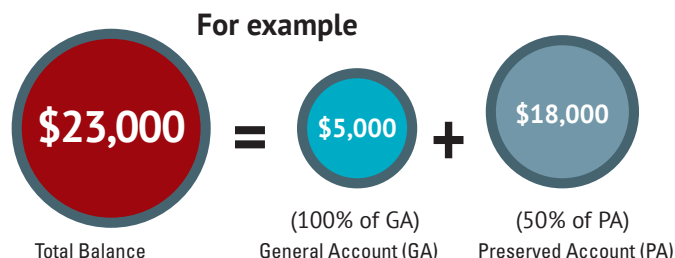 For example
$23,000 = $5,000 + $18,000
(100% of GA) (50% of PA)
Total Balance General Account (GA) Preserved Account (PA)